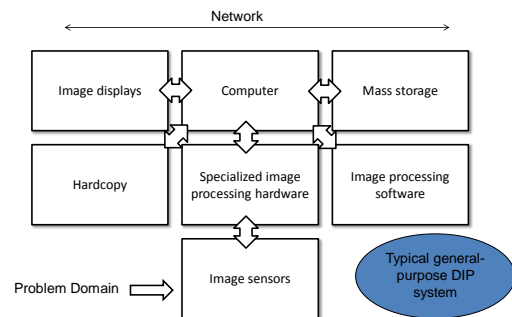 Network
Image displays
Computer
Mass storage
Hardcopy
Specialized image
processing hardware
Image processing
software
Image sensors
Problem Domain
Typical general-
purpose DIP
system